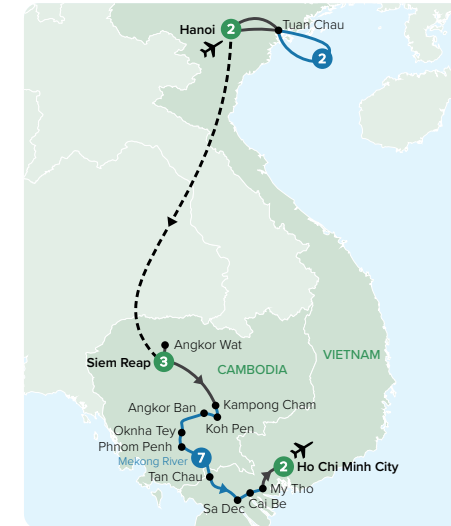 Hanoi
2
Tuan Chau
2
Angkor Wat
Siem Reap
3
CAMBODIA
VIETNAM
Angkor Ban
Kampong Cham
Koh Pen
Oknha Tey
Phnom Penh
Mekong River
7
2
Ho Chi Minh City
Tan Chau
My Tho
Cai Be
Sa Dec